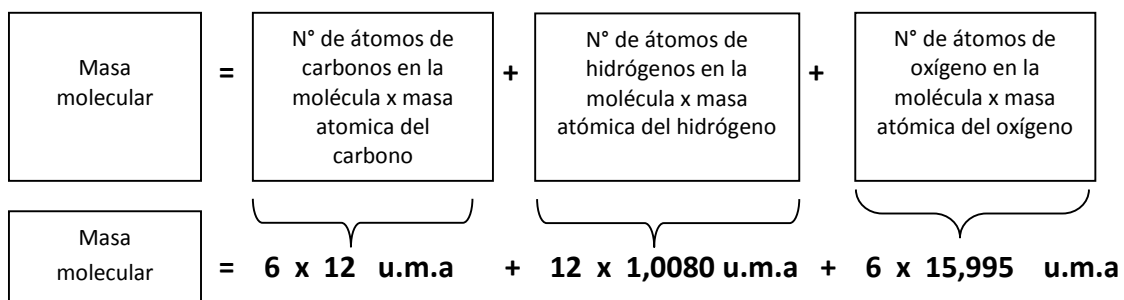 Masa
molecular
=
N° de átomos de
carbonos en la
molécula x masa
atomica del
carbono
+
N° de átomos de
hidrógenos en la
molécula x masa
atómica del hidrógeno
+
N° de átomos de
oxígeno en la
molécula x masa
atómica del oxígeno
Masa
molecular
= 6 x 12 u.m.a + 12 x 1,0080 u.m.a + 6 x 15,995 u.m.a